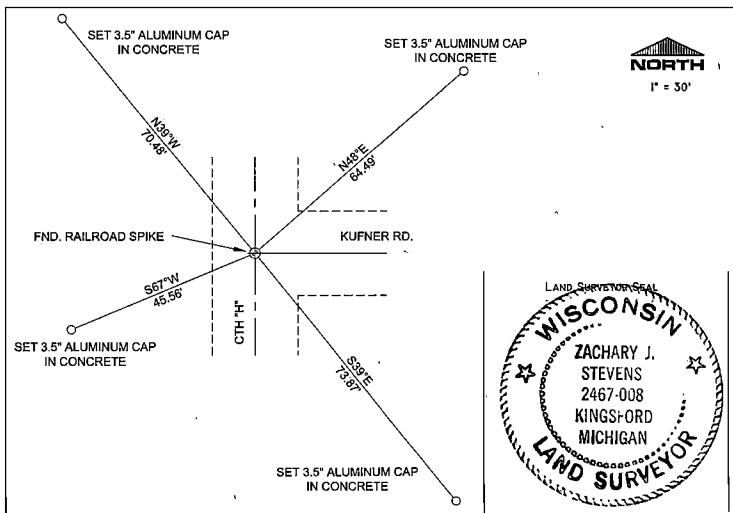 SET 3.5" ALUMINUM CAP
IN CONCRETE
SET 3.5" ALUMINUM CAP
IN CONCRETE
NORTH
1" = 30'
N39°W
70.48'
N48°E
64.49'
FND. RAILROAD SPIKE
KUFNER RD.
S67°W
45.56'
CTH "H"
S39°E
73.87'
SET 3.5" ALUMINUM CAP
IN CONCRETE
SET 3.5" ALUMINUM CAP
IN CONCRETE
LAND SURVEYOR SEAL
WISCONSIN
ZACHARY J.
STEVENS
2467-008
KINGSFORD
MICHIGAN
LAND SURVEYOR